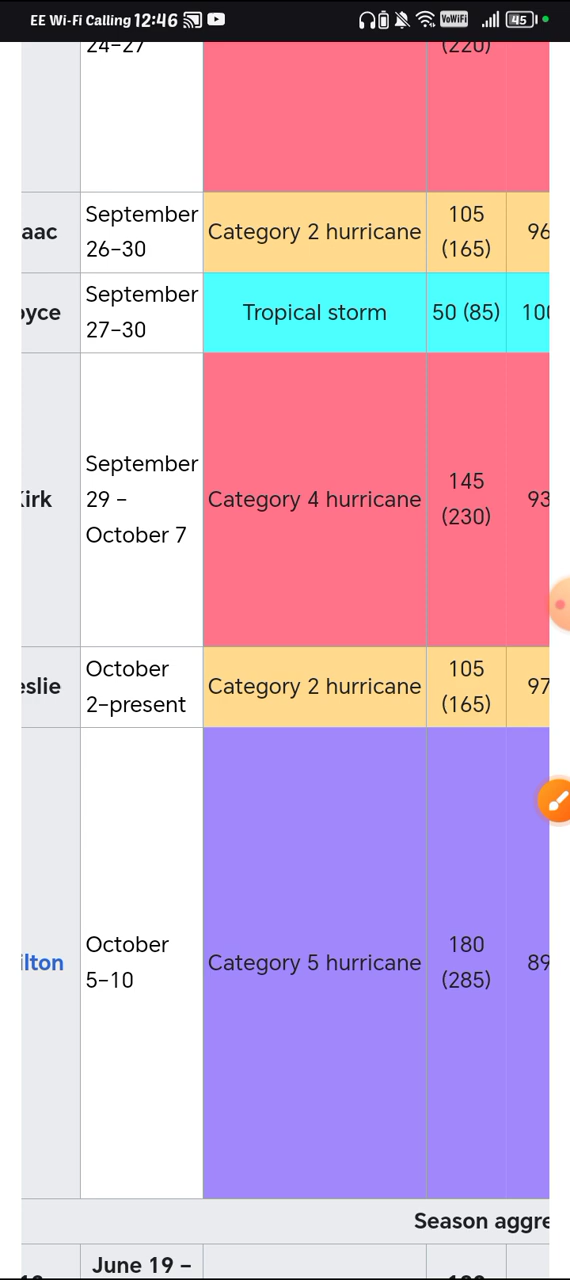 EE Wi-Fi Calling 12:46 VoWiFi 45
24–27 (220)
September
26–30
aac Category 2 hurricane 105
(165) 96
September
27–30
oyce Tropical storm 50 (85) 100
September
29 –
October 7
Kirk Category 4 hurricane 145
(230) 93
October
2–present
eslie Category 2 hurricane 105
(165) 97
October
5–10
ilton Category 5 hurricane 180
(285) 89
Season aggre
June 19 –